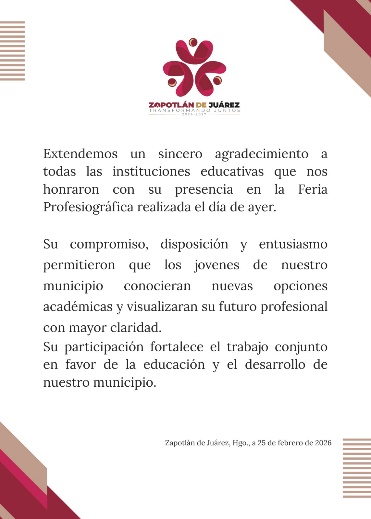 ZAPOTLÁN DE JUÁREZ
TRANSFORMANDO JUNTOS
Extendemos un sincero agradecimiento a
todas las instituciones educativas que nos
honraron con su presencia en la Feria
Profesiográfica realizada el día de ayer.
Su compromiso, disposición y entusiasmo
permitieron que los jovenes de nuestro
municipio conocieran nuevas opciones
académicas y visualizaran su futuro profesional
con mayor claridad.
Su participación fortalece el trabajo conjunto
en favor de la educación y el desarrollo de
nuestro municipio.
Zapotlán de Juárez, Hgo., a 25 de febrero de 2026